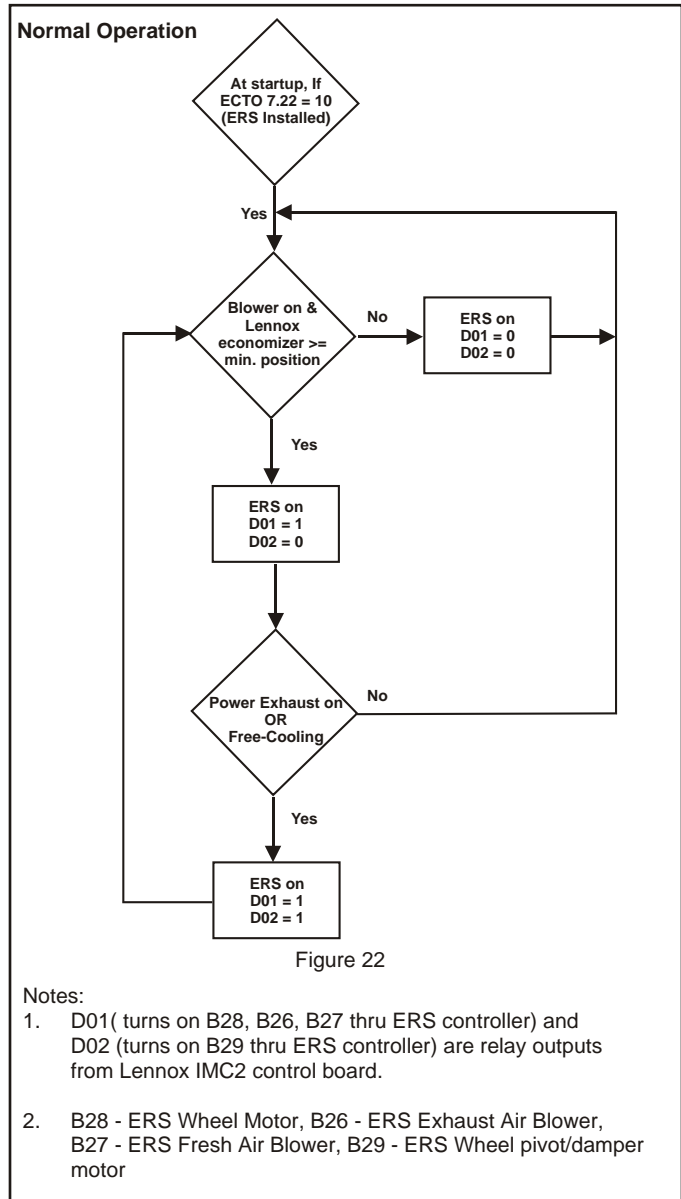 Normal Operation
At startup, If
ECTO 7.22 = 10
(ERS Installed)
Yes
Blower on &
Lennox
economizer >=
min. position
No
ERS on
D01 = 0
D02 = 0
Yes
ERS on
D01 = 1
D02 = 0
Power Exhaust on
OR
Free-Cooling
No
Yes
ERS on
D01 = 1
D02 = 1
Figure 22
Notes:
1. D01( turns on B28, B26, B27 thru ERS controller) and
D02 (turns on B29 thru ERS controller) are relay outputs
from Lennox IMC2 control board.
2. B28 - ERS Wheel Motor, B26 - ERS Exhaust Air Blower,
B27 - ERS Fresh Air Blower, B29 - ERS Wheel pivot/damper
motor